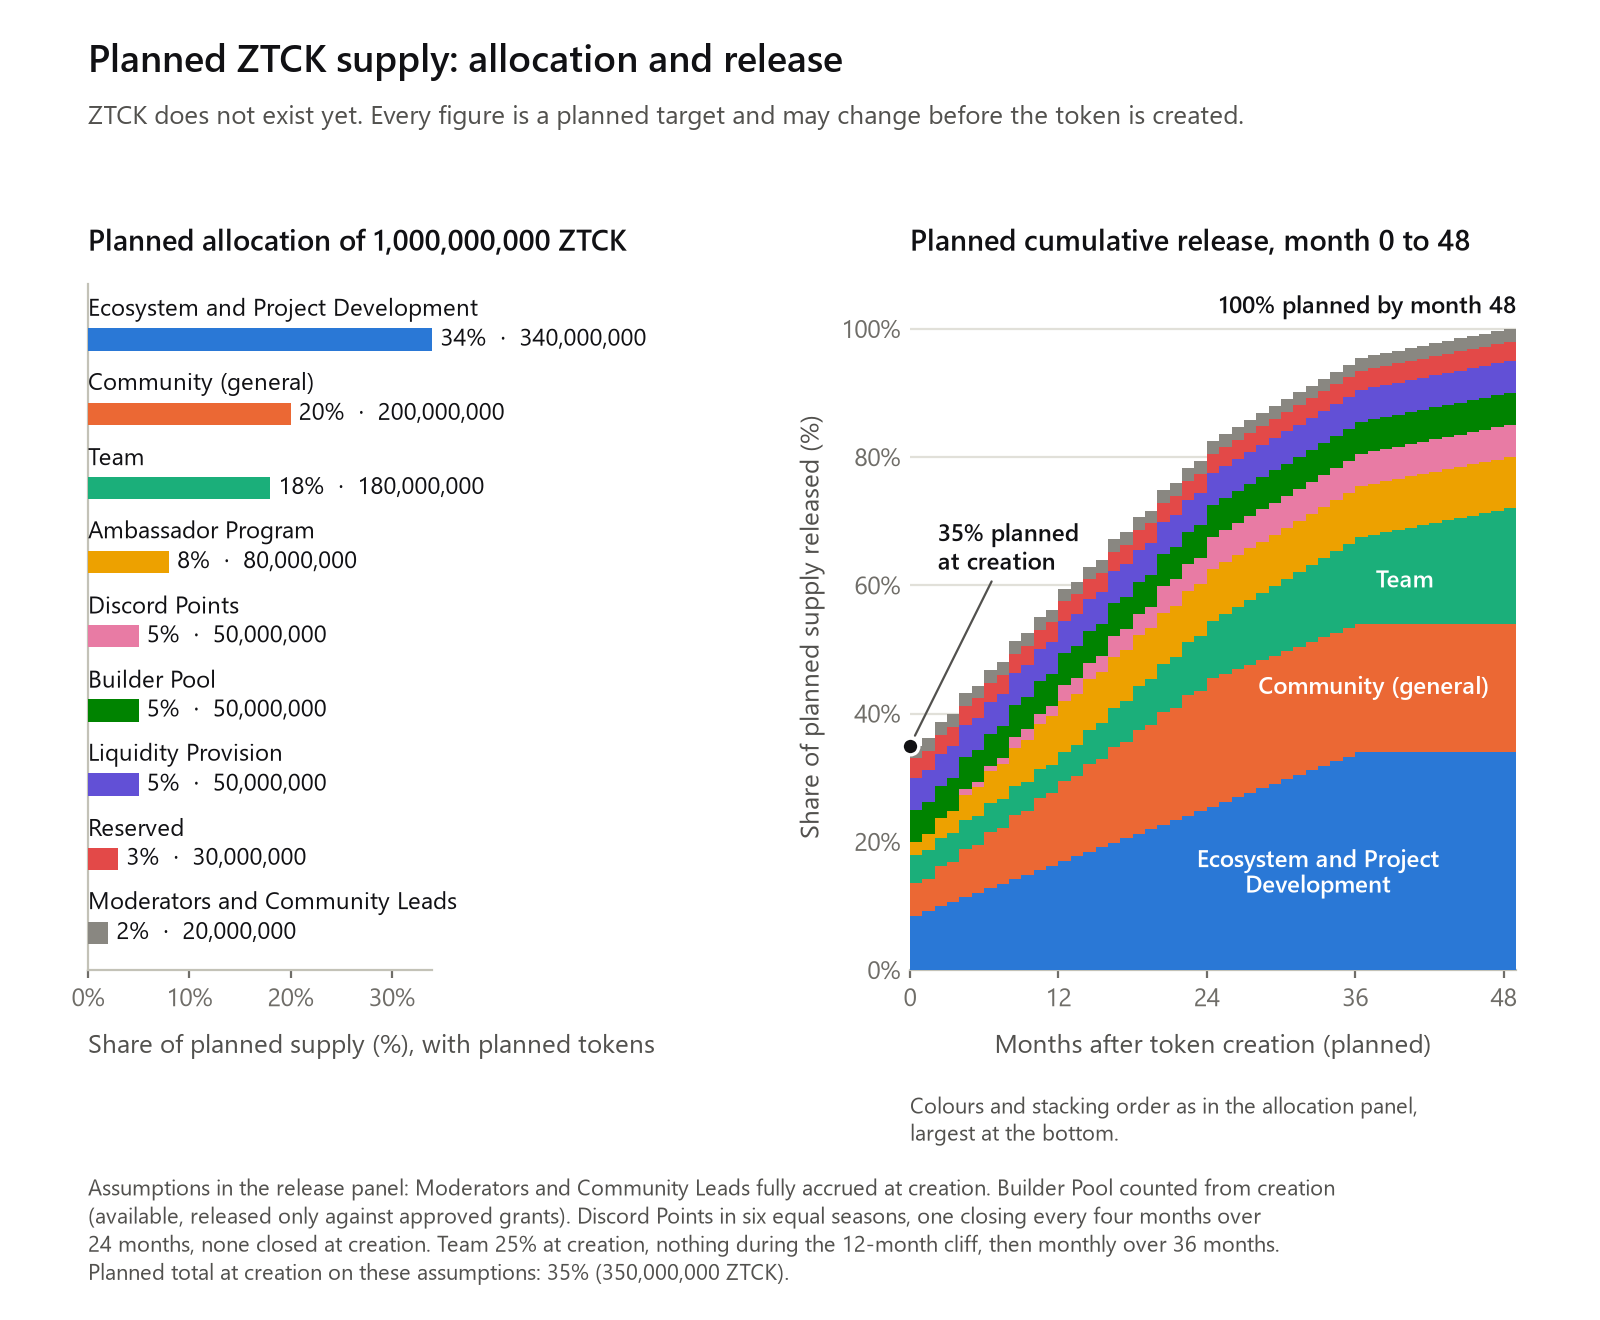 Planned ZTCK supply: allocation and release
ZTCK does not exist yet. Every figure is a planned target and may change before the token is created.
Planned allocation of 1,000,000,000 ZTCK
Ecosystem and Project Development
34% · 340,000,000
Community (general)
20% · 200,000,000
Team
18% · 180,000,000
Ambassador Program
8% · 80,000,000
Discord Points
5% · 50,000,000
Builder Pool
5% · 50,000,000
Liquidity Provision
5% · 50,000,000
Reserved
3% · 30,000,000
Moderators and Community Leads
2% · 20,000,000
0% 10% 20% 30%
Share of planned supply (%), with planned tokens
Planned cumulative release, month 0 to 48
100% planned by month 48
100%
80%
60%
40%
20%
0%
Share of planned supply released (%)
35% planned
at creation
Team
Community (general)
Ecosystem and Project
Development
0 12 24 36 48
Months after token creation (planned)
Colours and stacking order as in the allocation panel,
largest at the bottom.
Assumptions in the release panel: Moderators and Community Leads fully accrued at creation. Builder Pool counted from creation
(available, released only against approved grants). Discord Points in six equal seasons, one closing every four months over
24 months, none closed at creation. Team 25% at creation, nothing during the 12-month cliff, then monthly over 36 months.
Planned total at creation on these assumptions: 35% (350,000,000 ZTCK).